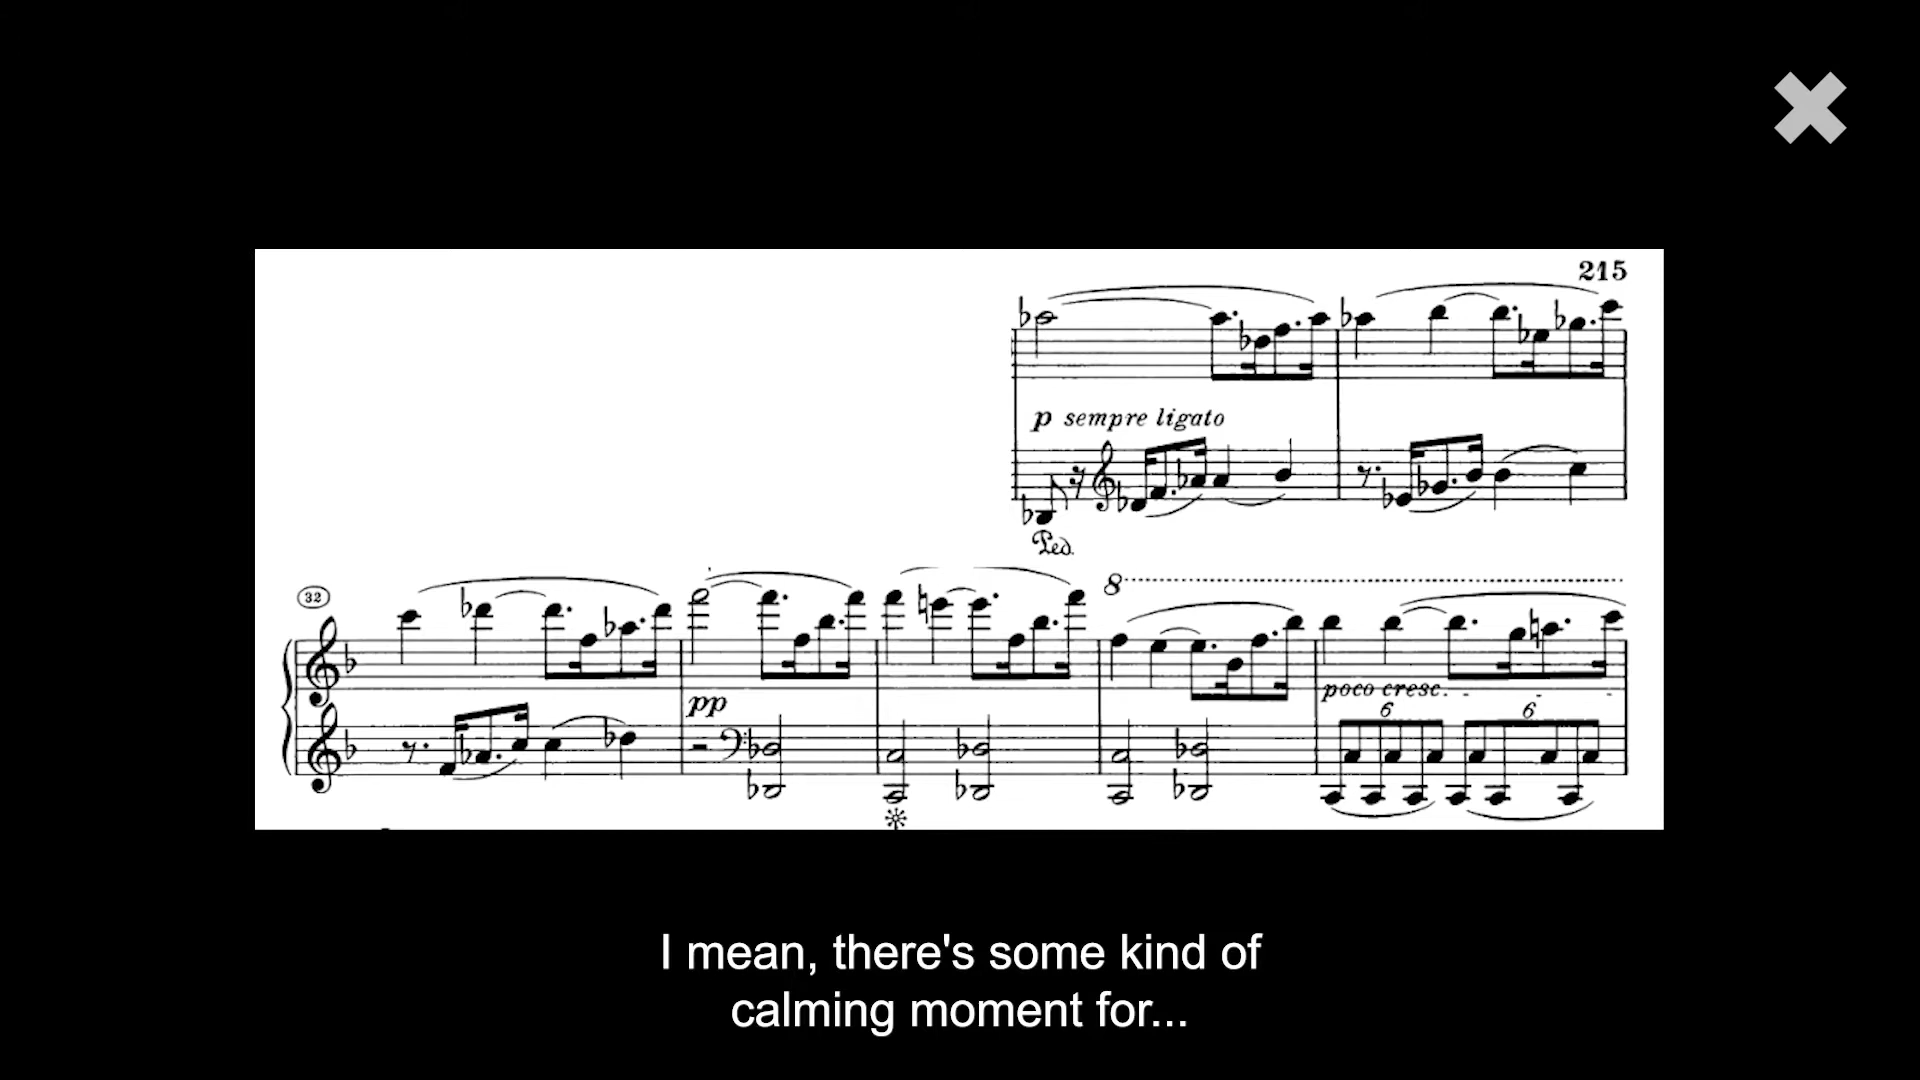 215
p sempre ligato
Ped.
32
8
pp
poco cresc.
6 6
I mean, there's some kind of
calming moment for...